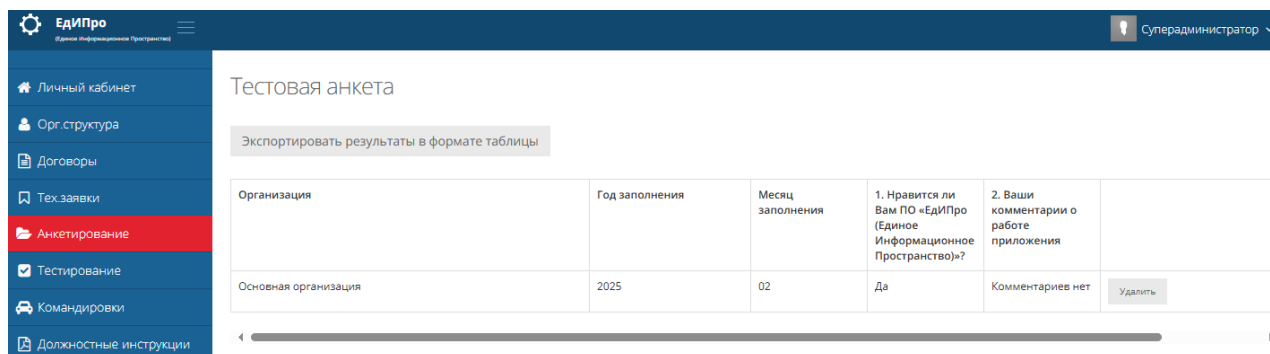 ЕдИПро
(Единое Информационное Пространство)
Суперадминистратор
Личный кабинет
Орг.структура
Договоры
Тех.заявки
Анкетирование
Тестирование
Командировки
Должностные инструкции
Тестовая анкета
Экспортировать результаты в формате таблицы
Организация
Год заполнения
Месяц
заполнения
1. Нравится ли
Вам ПО «ЕдИПро
(Единое
Информационное
Пространство)»?
2. Ваши
комментарии о
работе
приложения
Основная организация
2025
02
Да
Комментариев нет
Удалить